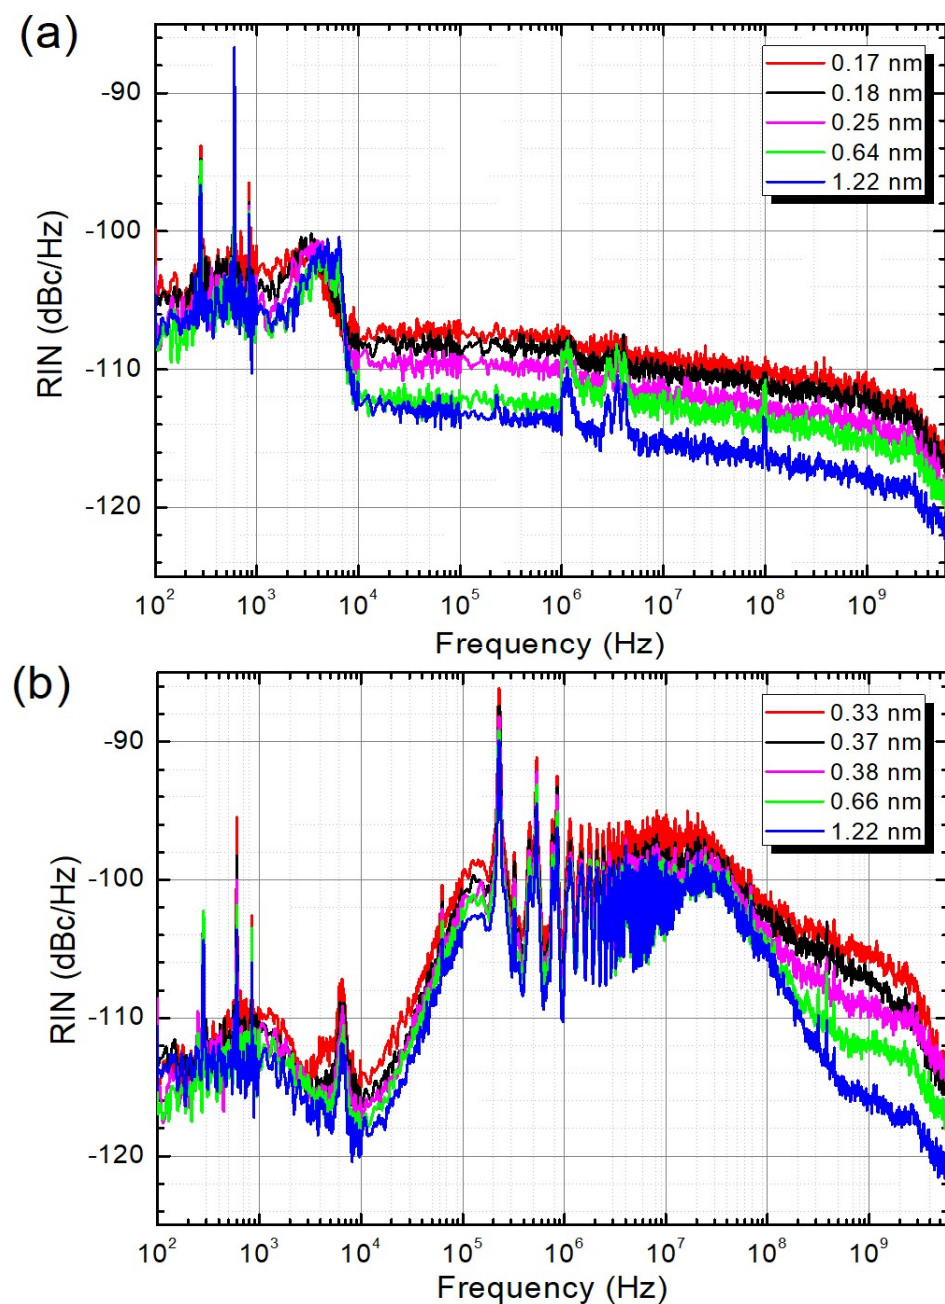 (a)
0.17 nm
0.18 nm
0.25 nm
0.64 nm
1.22 nm
-90
-100
-110
-120
RIN (dBc/Hz)
10² 10³ 10⁴ 10⁵ 10⁶ 10⁷ 10⁸ 10⁹
Frequency (Hz)
(b)
0.33 nm
0.37 nm
0.38 nm
0.66 nm
1.22 nm
-90
-100
-110
-120
RIN (dBc/Hz)
10² 10³ 10⁴ 10⁵ 10⁶ 10⁷ 10⁸ 10⁹
Frequency (Hz)